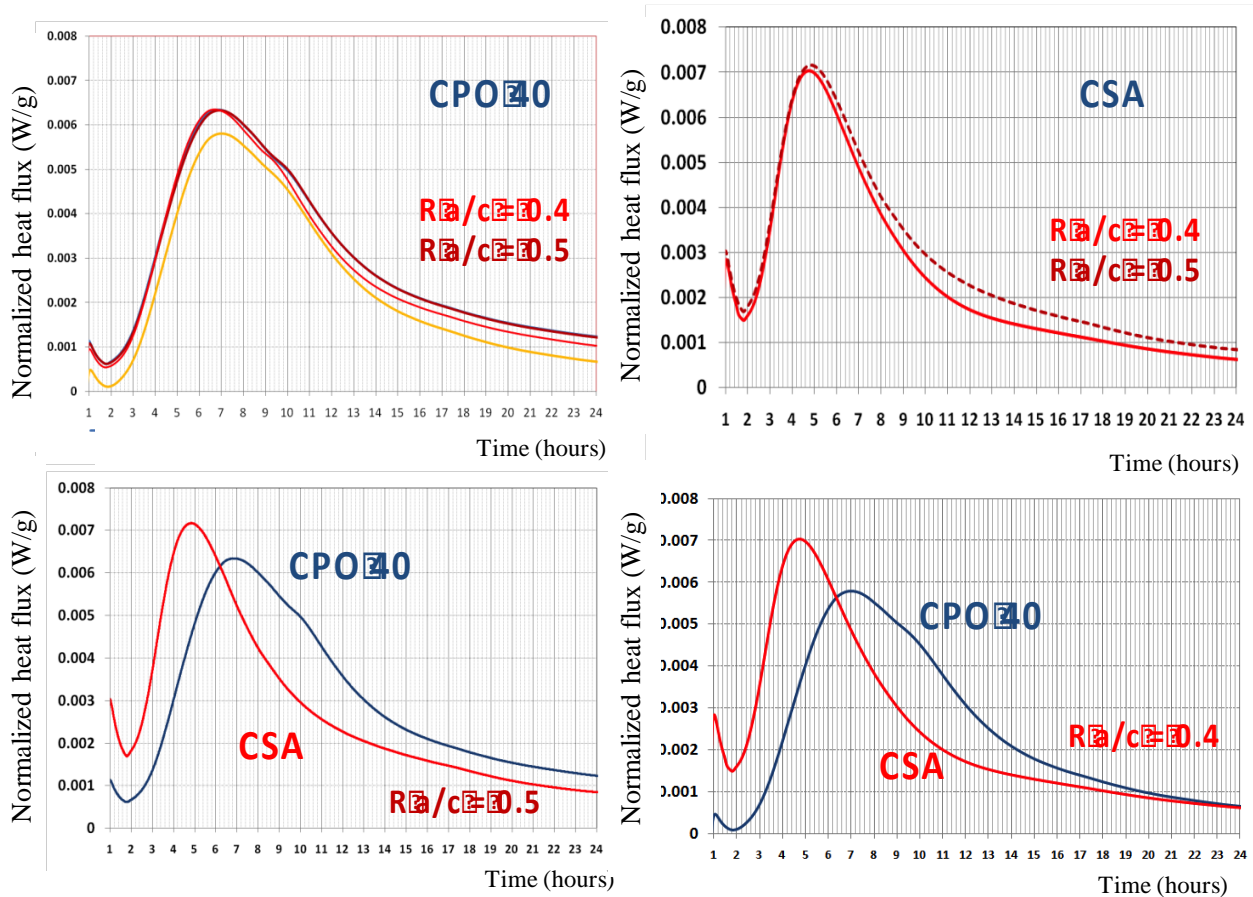 Normalized heat flux (W/g)
0.008
0.007
0.006
0.005
0.004
0.003
0.002
0.001
0
CPO�40
R�a/c�=�0.4
R�a/c�=�0.5
1 2 3 4 5 6 7 8 9 10 11 12 13 14 15 16 17 18 19 20 21 22 23 24
Time (hours)
Normalized heat flux (W/g)
0.008
0.007
0.006
0.005
0.004
0.003
0.002
0.001
0
CSA
R�a/c�=�0.4
R�a/c�=�0.5
1 2 3 4 5 6 7 8 9 10 11 12 13 14 15 16 17 18 19 20 21 22 23 24
Time (hours)
Normalized heat flux (W/g)
0.008
0.007
0.006
0.005
0.004
0.003
0.002
0.001
0
CPO�40
CSA
R�a/c�=�0.5
1 2 3 4 5 6 7 8 9 10 11 12 13 14 15 16 17 18 19 20 21 22 23 24
Time (hours)
Normalized heat flux (W/g)
0.008
0.007
0.006
0.005
0.004
0.003
0.002
0.001
0
CPO�40
R�a/c�=�0.4
CSA
1 2 3 4 5 6 7 8 9 10 11 12 13 14 15 16 17 18 19 20 21 22 23 24
Time (hours)